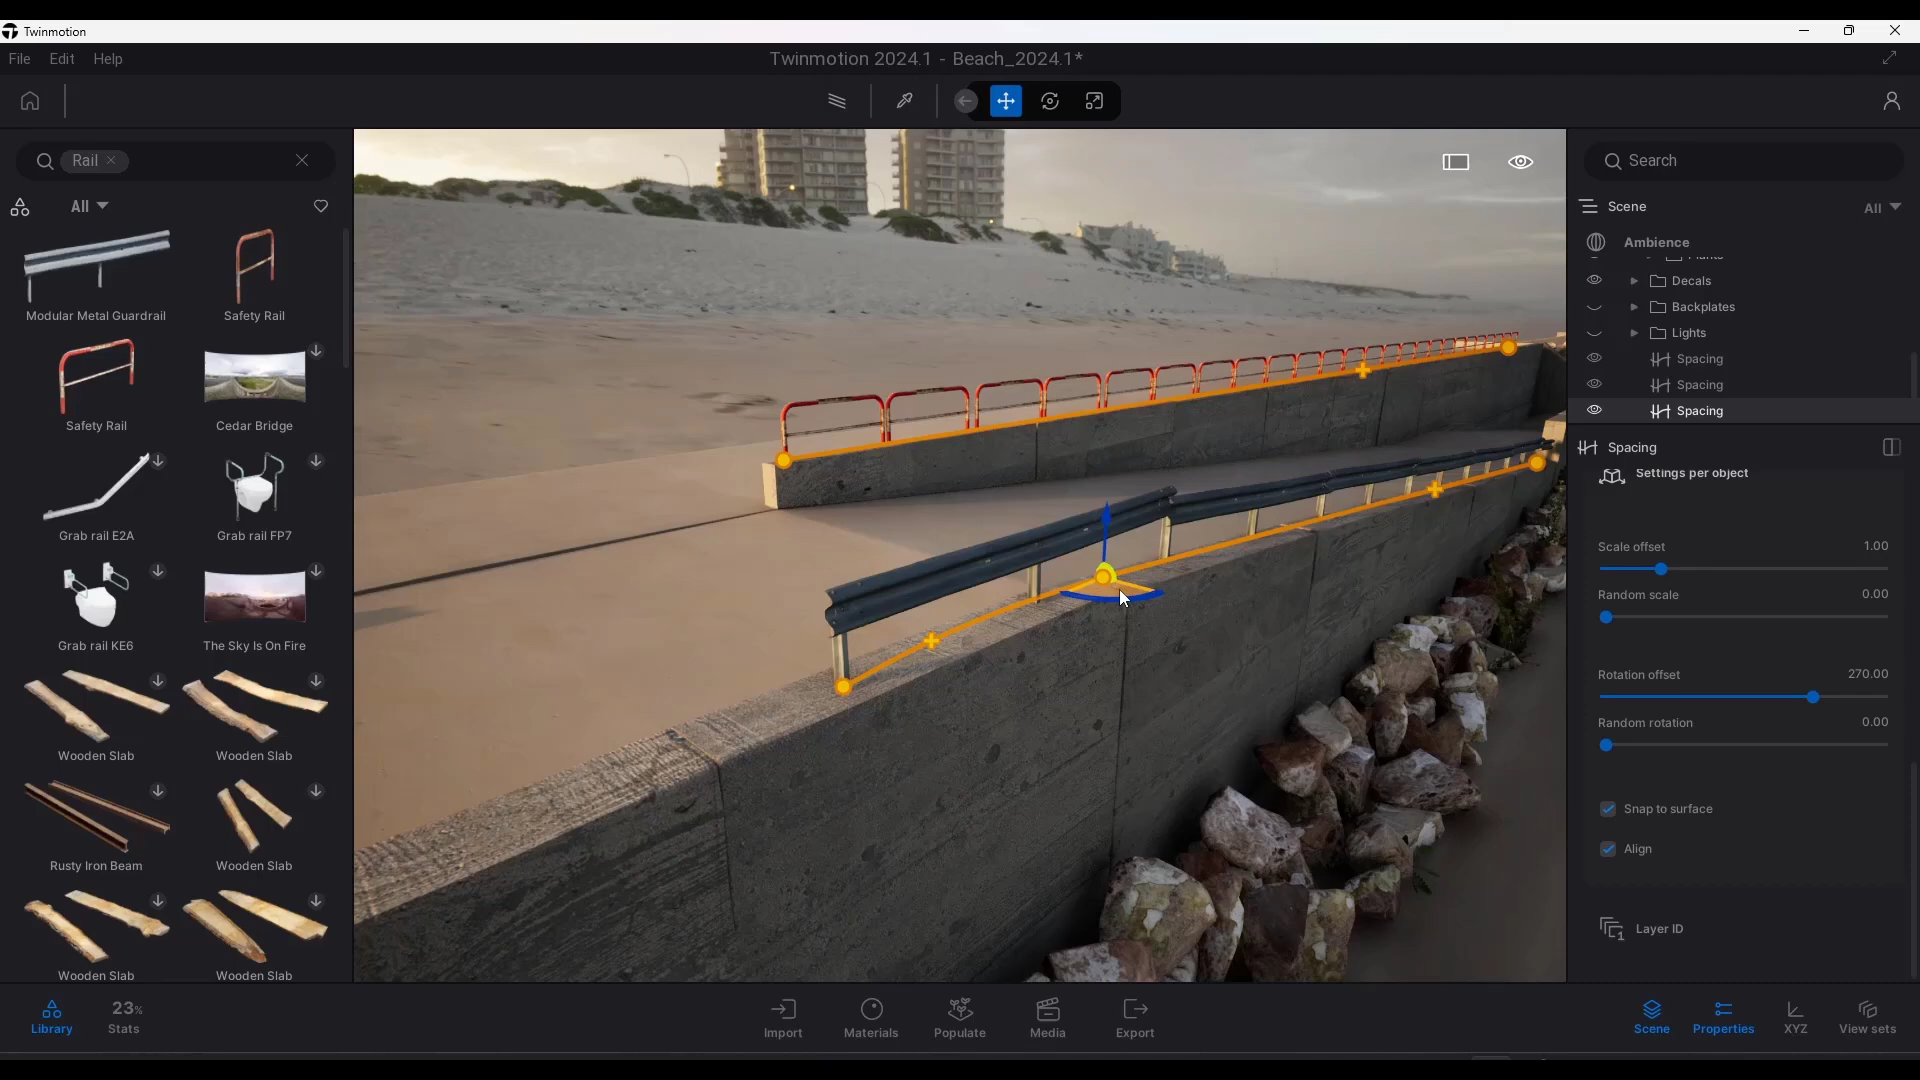 Twinmotion
File Edit Help
Twinmotion 2024.1 - Beach_2024.1*
Rail
All
Modular Metal Guardrail
Safety Rail
Safety Rail
Cedar Bridge
Grab rail E2A
Grab rail FP7
Grab rail KE6
The Sky Is On Fire
Wooden Slab
Wooden Slab
Rusty Iron Beam
Wooden Slab
Wooden Slab
Wooden Slab
Search
Scene
All
Ambience
Plants
Decals
Backplates
Lights
Spacing
Spacing
Spacing
Spacing
Settings per object
Scale offset 1.00
Random scale 0.00
Rotation offset 270.00
Random rotation 0.00
Snap to surface
Align
1 Layer ID
Library
23%
Stats
Import
Materials
Populate
Media
Export
Scene
Properties
XYZ
View sets